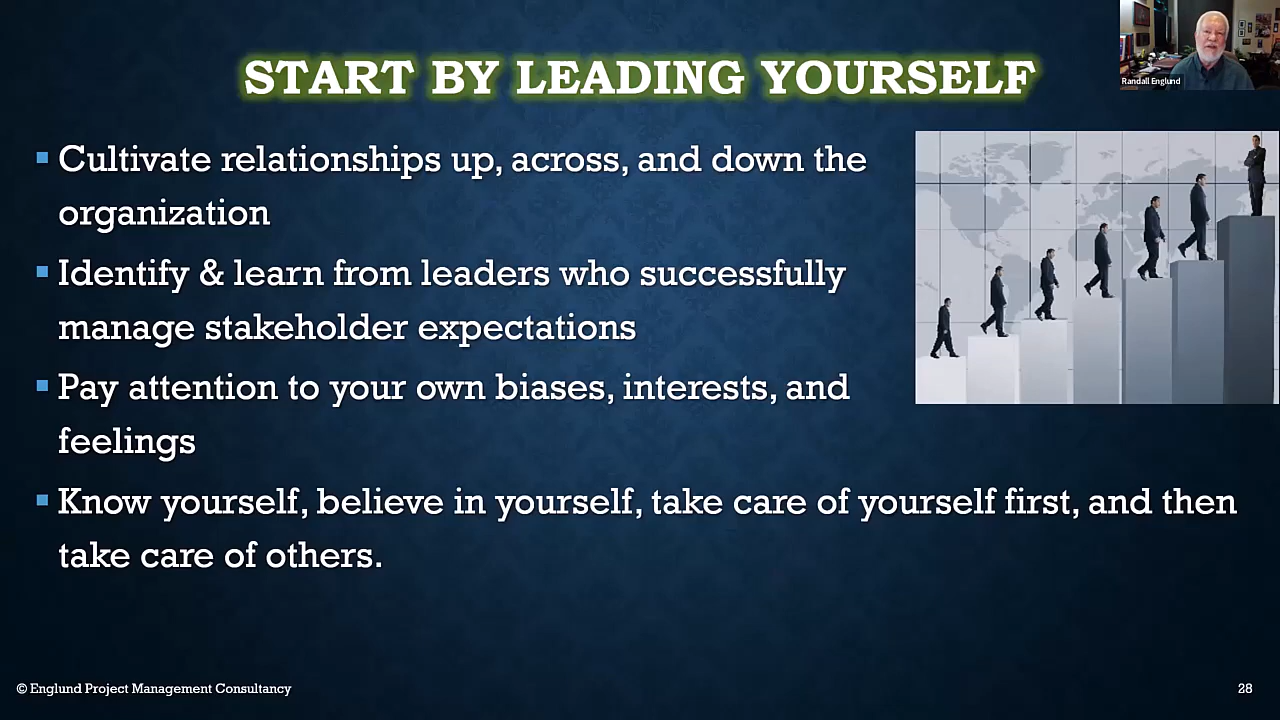 START BY LEADING YOURSELF
Randall Englund
▪ Cultivate relationships up, across, and down the
organization
▪ Identify & learn from leaders who successfully
manage stakeholder expectations
▪ Pay attention to your own biases, interests, and
feelings
▪ Know yourself, believe in yourself, take care of yourself first, and then
take care of others.
© Englund Project Management Consultancy
28